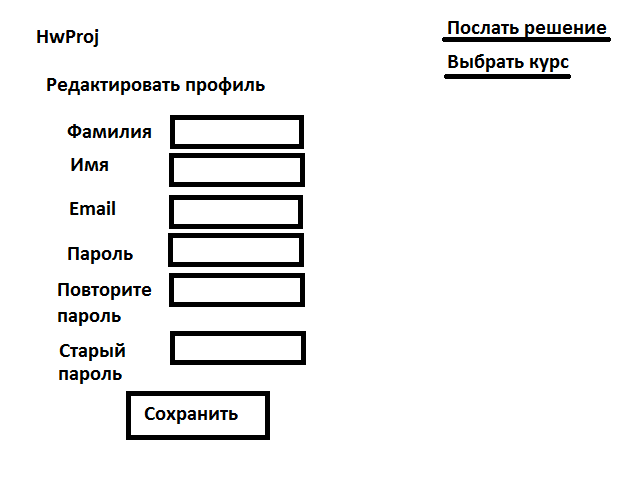 HwProj
Послать решение
Выбрать курс
Редактировать профиль
Фамилия
Имя
Email
Пароль
Повторите
пароль
Старый
пароль
Сохранить